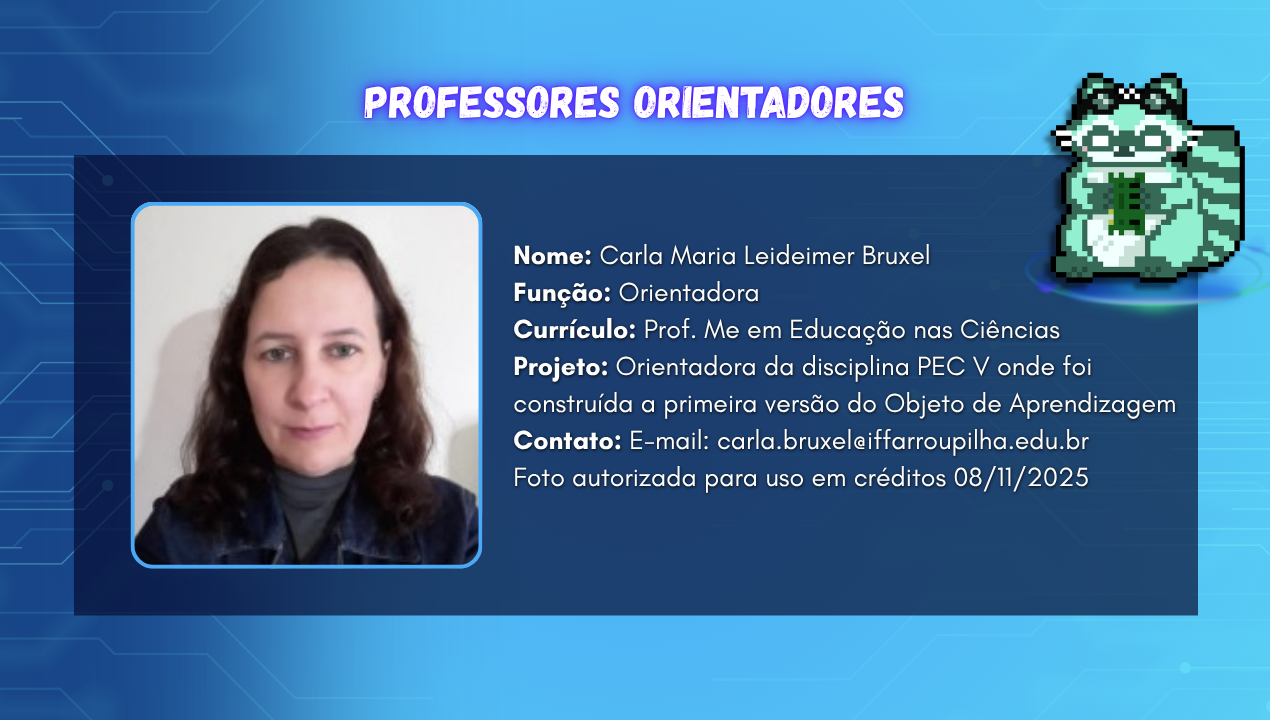 PROFESSORES ORIENTADORES
Nome: Carla Maria Leideimer Bruxel
Função: Orientadora
Currículo: Prof. Me em Educação nas Ciências
Projeto: Orientadora da disciplina PEC V onde foi
construída a primeira versão do Objeto de Aprendizagem
Contato: E-mail: carla.bruxel@iffarroupilha.edu.br
Foto autorizada para uso em créditos 08/11/2025